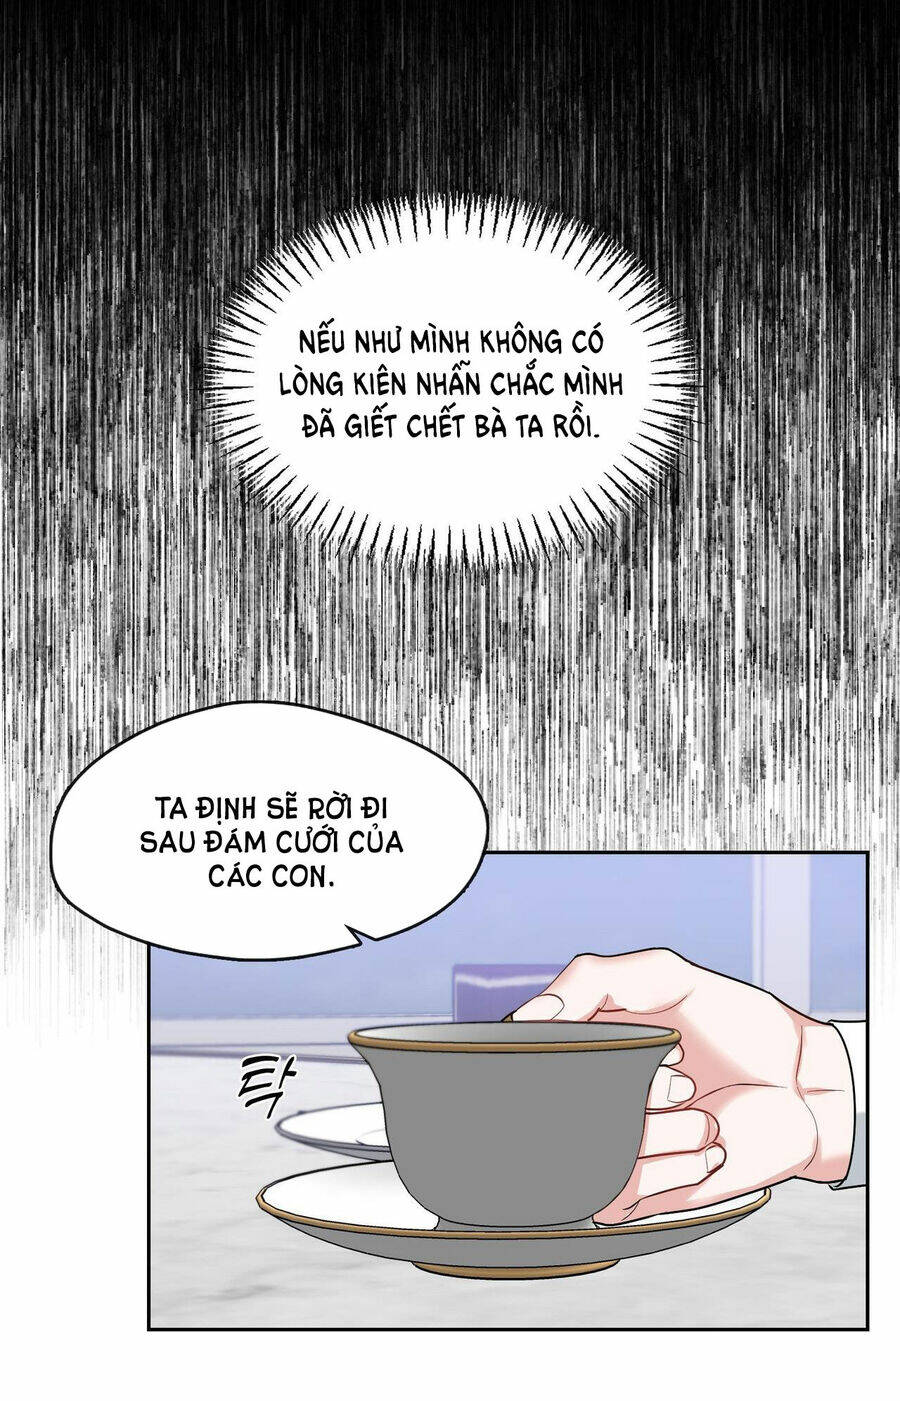 NẾU NHƯ MÌNH KHÔNG CÓ
LÒNG KIÊN NHẪN CHẮC MÌNH
ĐÃ GIẾT CHẾT BÀ TA RỒI.
TA ĐỊNH SẼ RỜI ĐI
SAU ĐÁM CƯỚI CỦA
CÁC CON.
탁